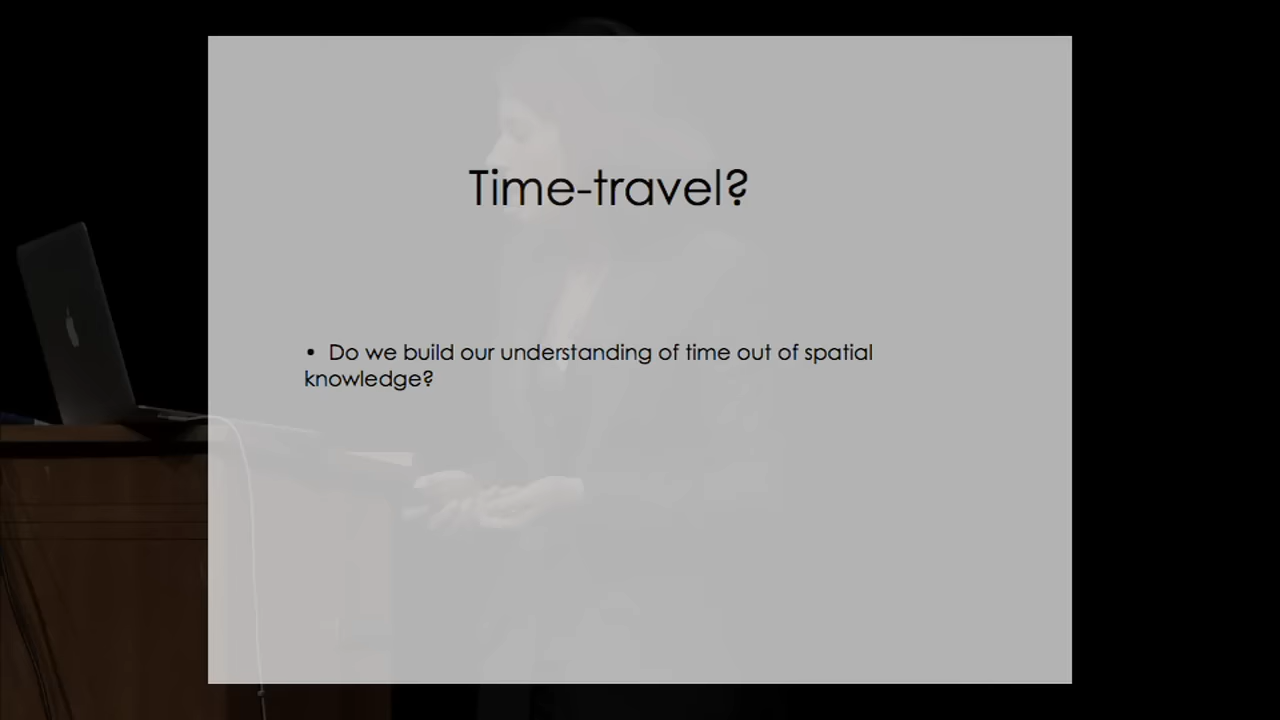 Time-travel?
• Do we build our understanding of time out of spatial
knowledge?